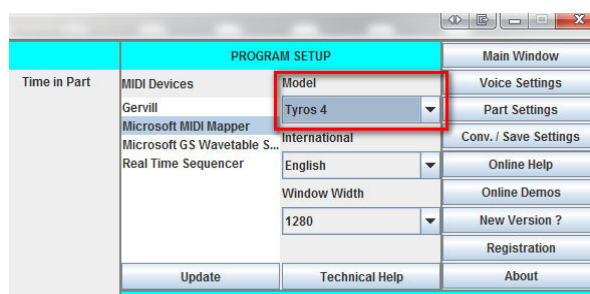 PROGRAM SETUP
Main Window
Time in Part
MIDI Devices
Model
Voice Settings
Gervill
Tyros 4
Part Settings
Microsoft MIDI Mapper
International
Conv. / Save Settings
Microsoft GS Wavetable S...
Real Time Sequencer
English
Online Help
Window Width
Online Demos
1280
New Version ?
Registration
Update
Technical Help
About